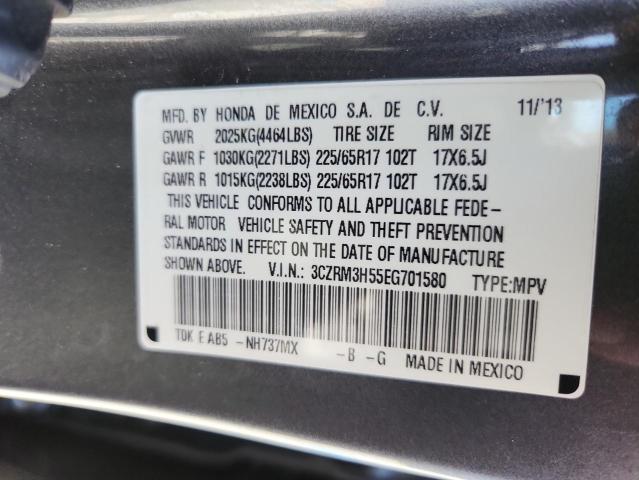 MFD. BY HONDA DE MEXICO S.A. DE C.V. 11/'13
GVWR 2025KG(4464LBS) TIRE SIZE RIM SIZE
GAWR F 1030KG(2271LBS) 225/65R17 102T 17X6.5J
GAWR R 1015KG(2238LBS) 225/65R17 102T 17X6.5J
THIS VEHICLE CONFORMS TO ALL APPLICABLE FEDE-
RAL MOTOR VEHICLE SAFETY AND THEFT PREVENTION
STANDARDS IN EFFECT ON THE DATE OF MANUFACTURE
SHOWN ABOVE. V.I.N.: 3CZRM3H55EG701580 TYPE:MPV
TDK E AB5 -NH737MX -B -G MADE IN MEXICO